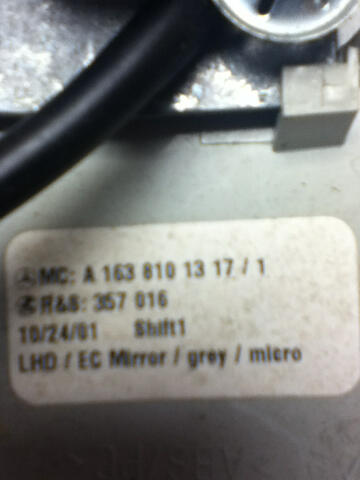 MC: A 163 810 13 17 / 1
R&S: 357 016
10/24/01 Shift1
LHD / EC Mirror / grey / micro